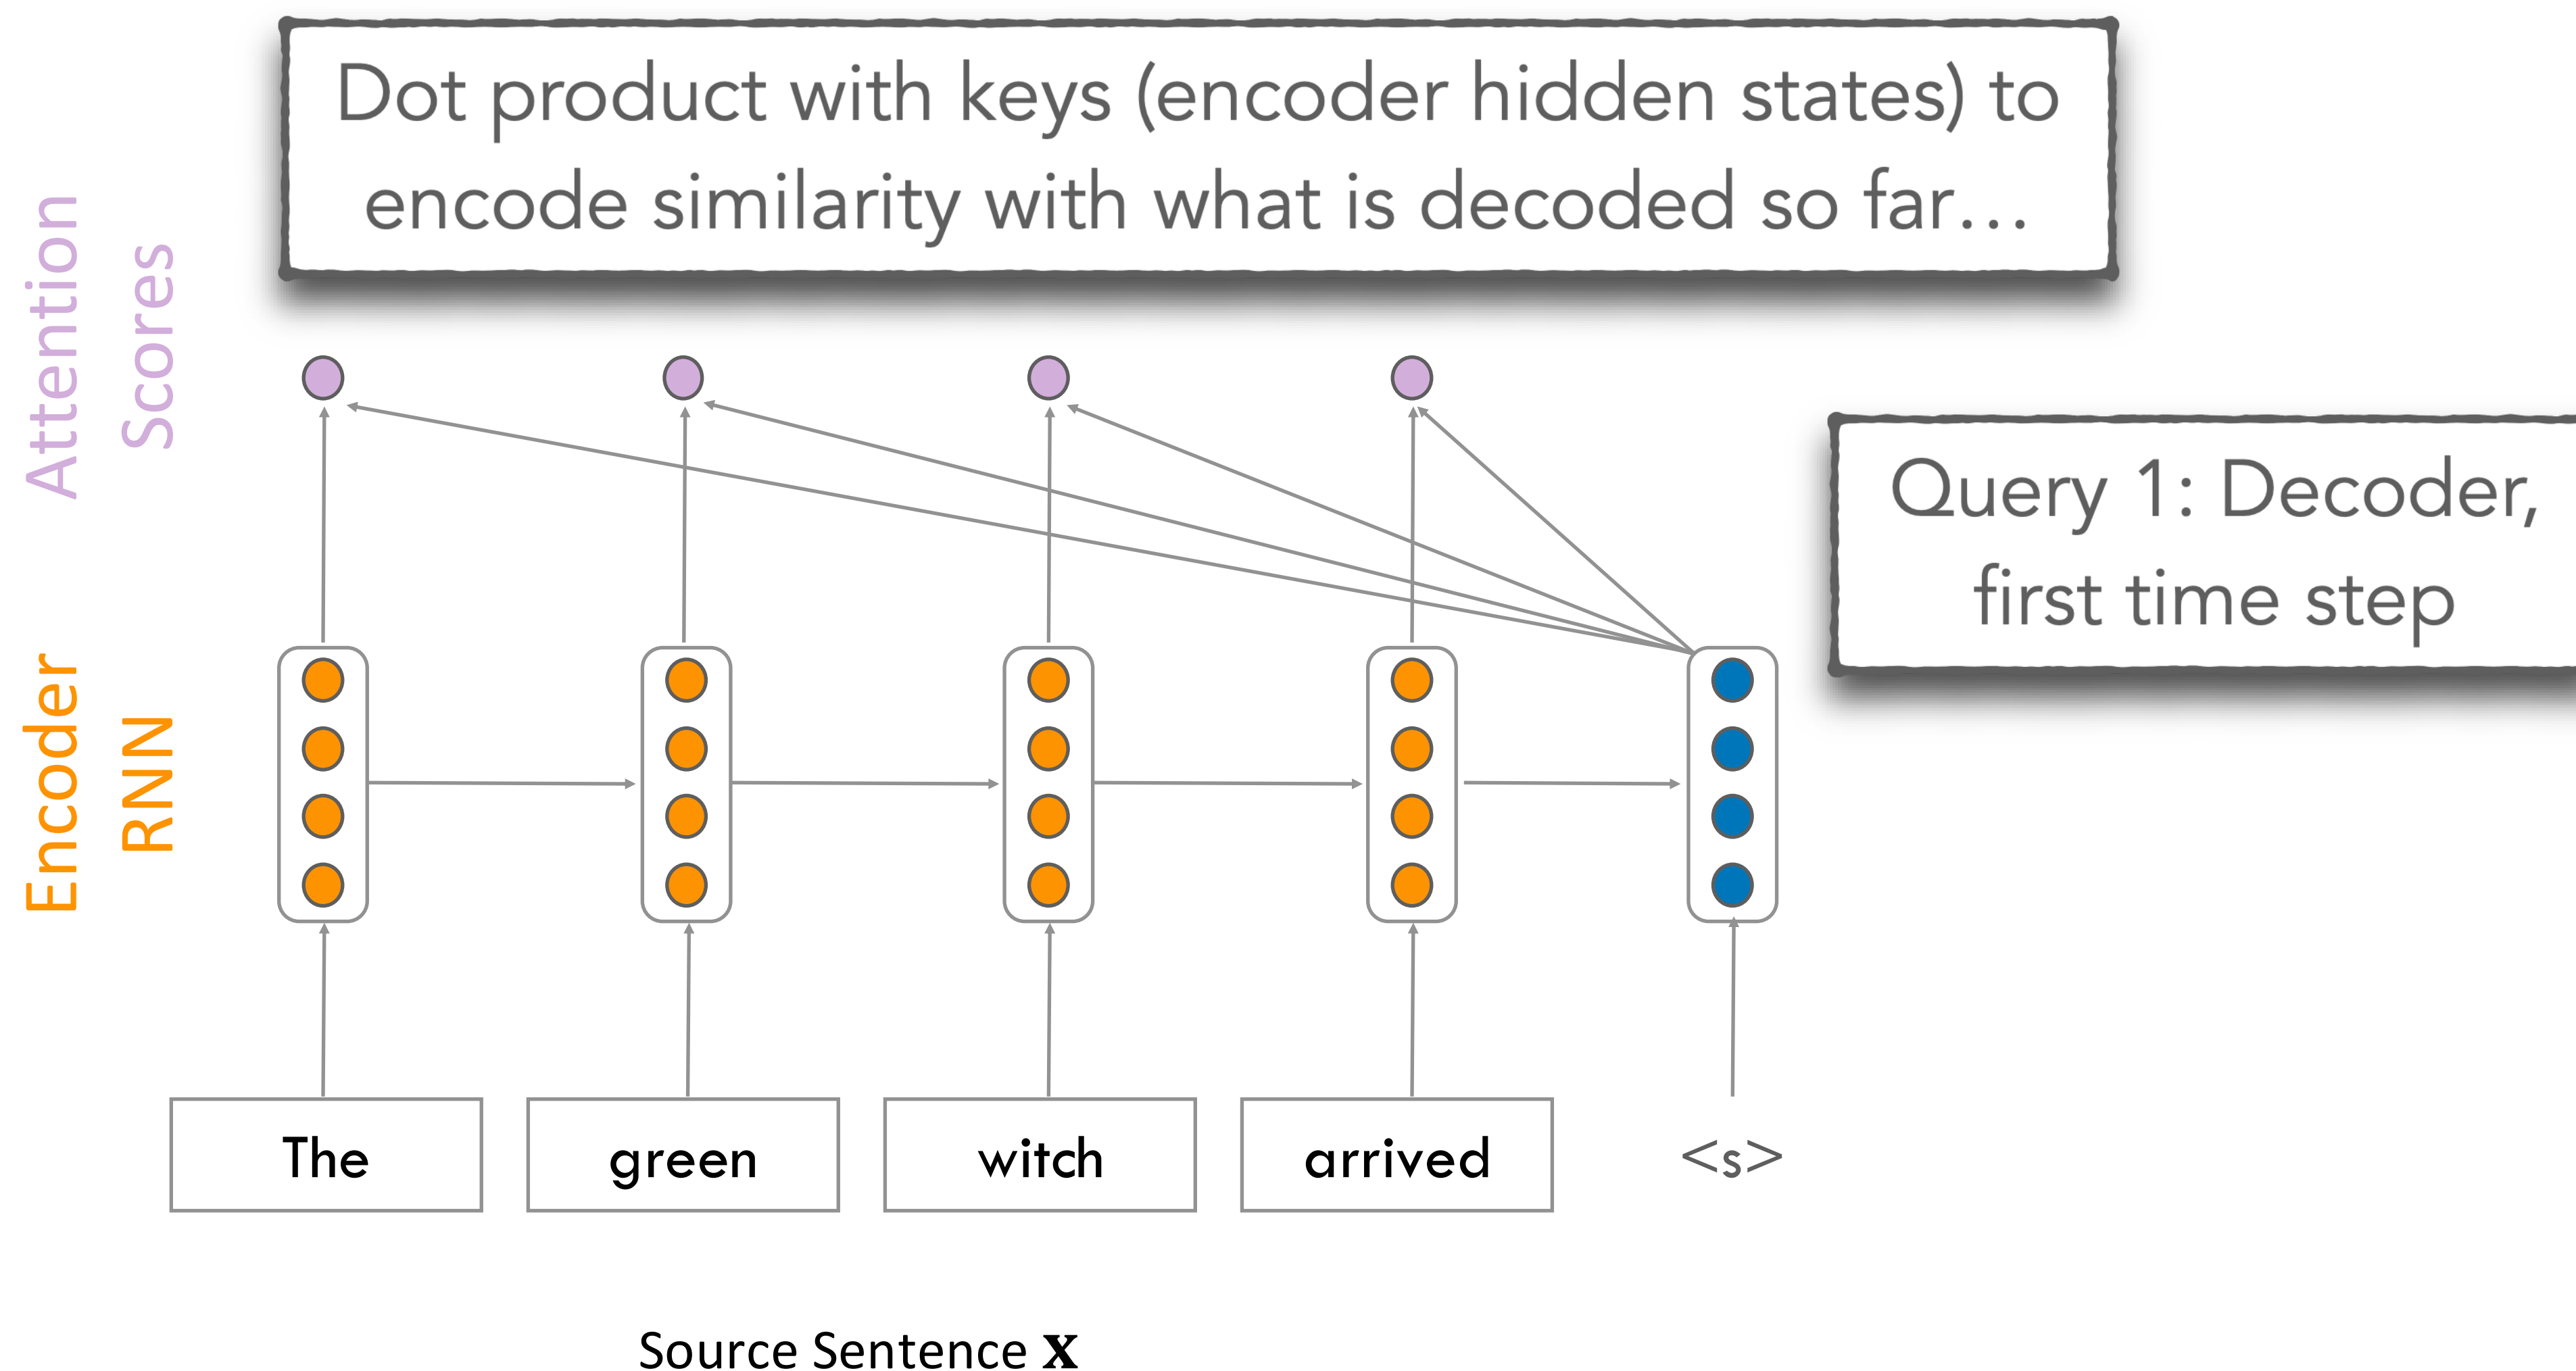 Dot product with keys (encoder hidden states) to
encode similarity with what is decoded so far...
Attention
Scores
Query 1: Decoder,
first time step
Encoder
RNN
The
green
witch
arrived
<s>
Source Sentence x